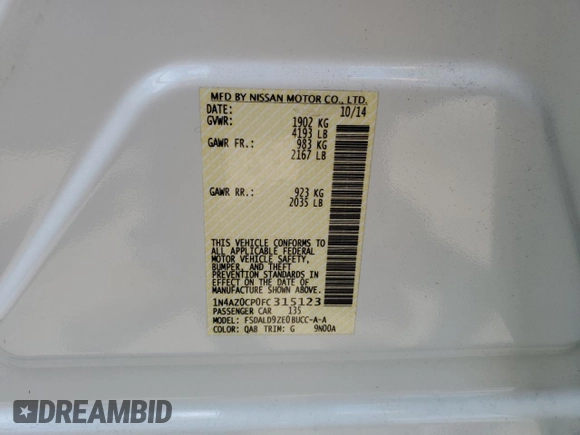 MFD BY NISSAN MOTOR CO., LTD.
DATE: 10/14
GVWR: 1902 KG
4193 LB
GAWR FR.: 983 KG
2167 LB
GAWR RR.: 923 KG
2035 LB
THIS VEHICLE CONFORMS TO
ALL APPLICABLE FEDERAL
MOTOR VEHICLE SAFETY,
BUMPER, AND THEFT
PREVENTION STANDARDS
IN EFFECT ON THE DATE OF
MANUFACTURE SHOWN ABOVE.
1N4AZ0CP0FC315123
PASSENGER CAR 135
MODEL: FSDALD9ZE0BUCC-A-A
COLOR: QAB TRIM: G 9N00A
DREAMBID